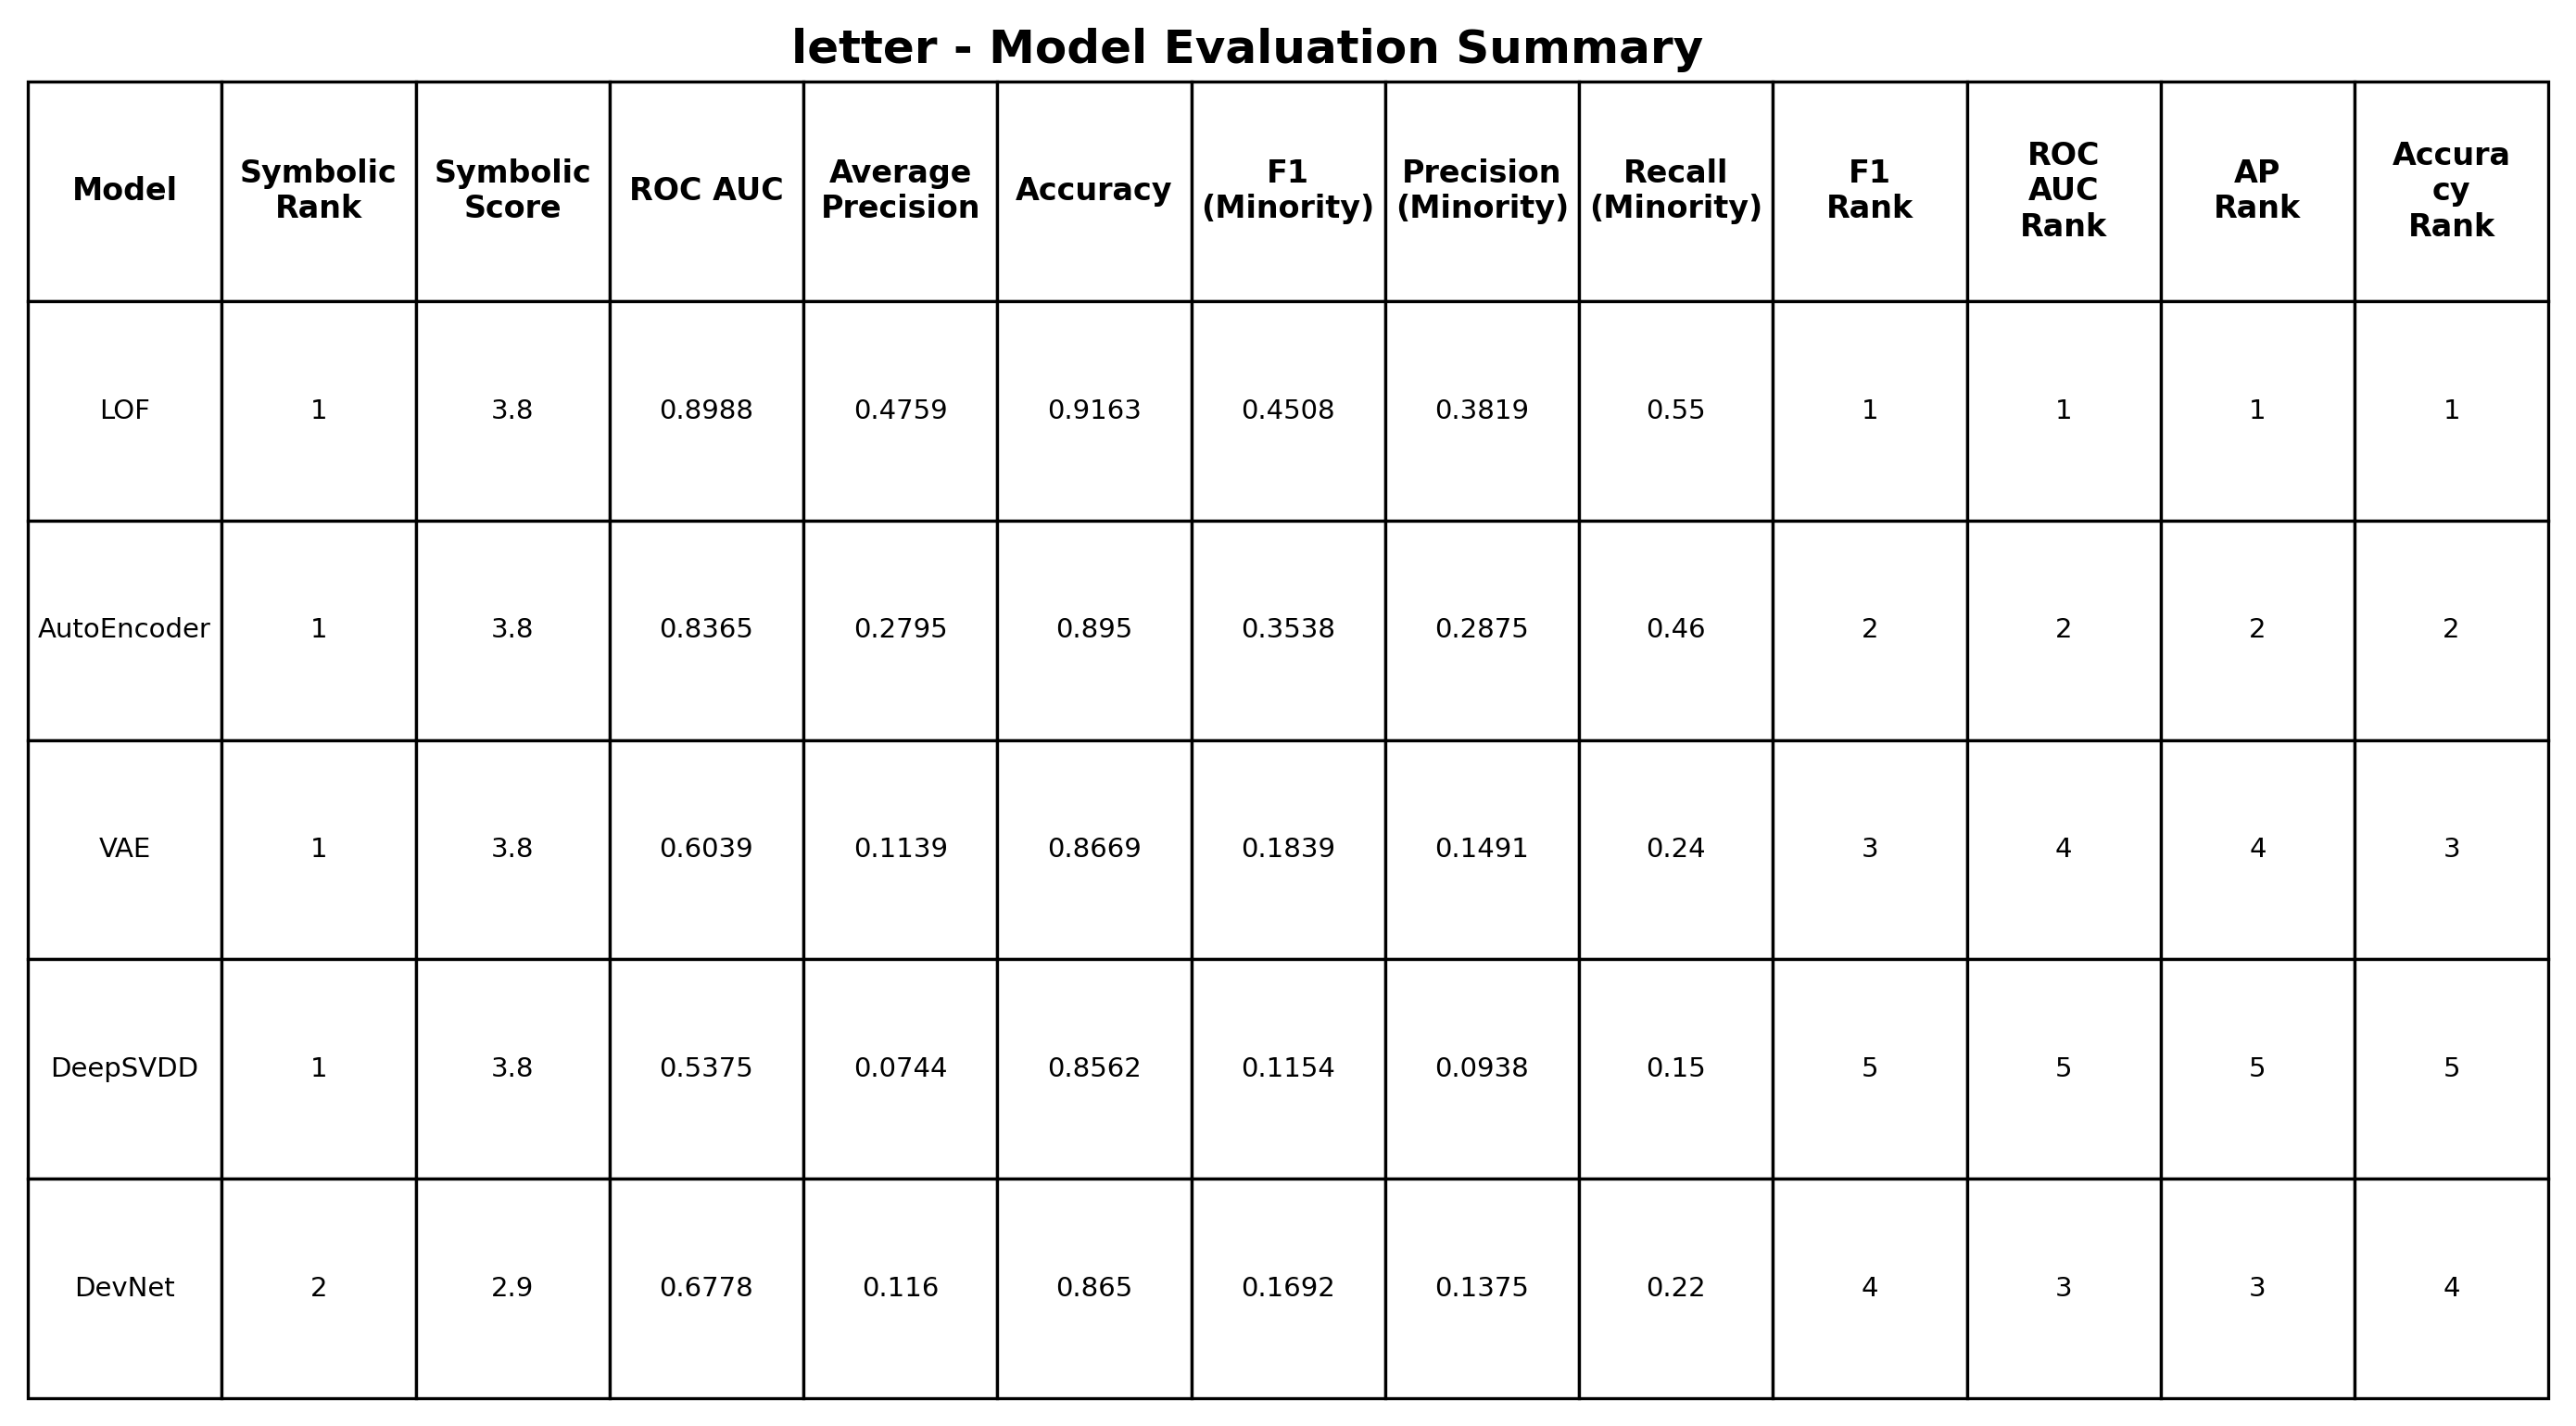 letter - Model Evaluation Summary
Model Symbolic Rank Symbolic Score ROC AUC Average Precision Accuracy F1 (Minority) Precision (Minority) Recall (Minority) F1 Rank ROC AUC Rank AP Rank Accura cy Rank
LOF 1 3.8 0.8988 0.4759 0.9163 0.4508 0.3819 0.55 1 1 1 1
AutoEncoder 1 3.8 0.8365 0.2795 0.895 0.3538 0.2875 0.46 2 2 2 2
VAE 1 3.8 0.6039 0.1139 0.8669 0.1839 0.1491 0.24 3 4 4 3
DeepSVDD 1 3.8 0.5375 0.0744 0.8562 0.1154 0.0938 0.15 5 5 5 5
DevNet 2 2.9 0.6778 0.116 0.865 0.1692 0.1375 0.22 4 3 3 4